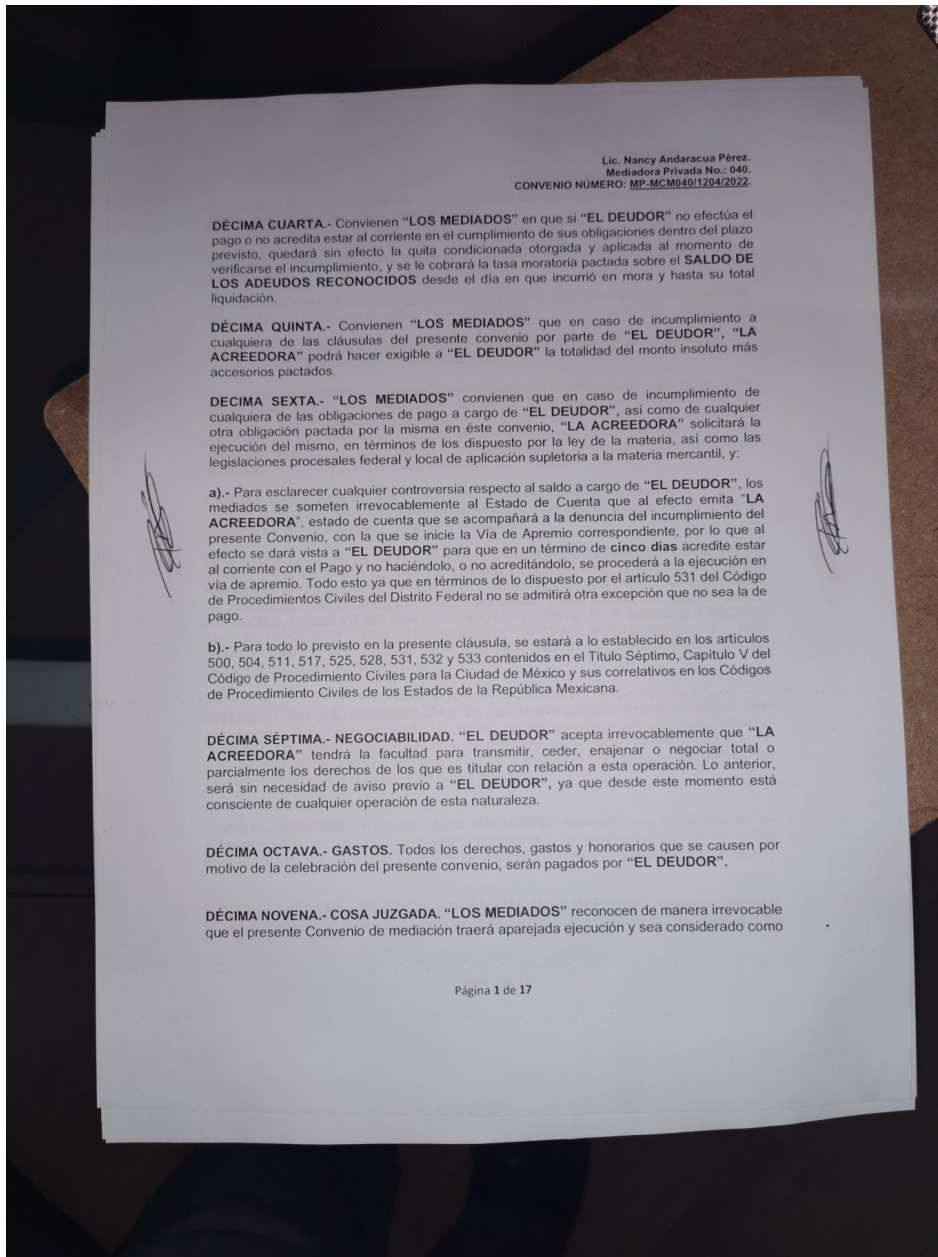 Lic. Nancy Andaracua Pérez.
Mediadora Privada No.: 040.
CONVENIO NÚMERO: MP-MCM040/1204/2022.
DÉCIMA CUARTA.- Convienen “LOS MEDIADOS” en que si “EL DEUDOR” no efectúa el
pago o no acredita estar al corriente en el cumplimiento de sus obligaciones dentro del plazo
previsto, quedará sin efecto la quita condicionada otorgada y aplicada al momento de
verificarse el incumplimiento, y se le cobrará la tasa moratoria pactada sobre el SALDO DE
LOS ADEUDOS RECONOCIDOS desde el día en que incurrió en mora y hasta su total
liquidación.
DÉCIMA QUINTA.- Convienen “LOS MEDIADOS” que en caso de incumplimiento a
cualquiera de las cláusulas del presente convenio por parte de “EL DEUDOR”, “LA
ACREEDORA” podrá hacer exigible a “EL DEUDOR” la totalidad del monto insoluto más
accesorios pactados.
DECIMA SEXTA.- “LOS MEDIADOS” convienen que en caso de incumplimiento de
cualquiera de las obligaciones de pago a cargo de “EL DEUDOR”, así como de cualquier
otra obligación pactada por la misma en éste convenio, “LA ACREEDORA” solicitará la
ejecución del mismo, en términos de los dispuesto por la ley de la materia, así como las
legislaciones procesales federal y local de aplicación supletoria a la materia mercantil, y:
a).- Para esclarecer cualquier controversia respecto al saldo a cargo de “EL DEUDOR”, los
mediados se someten irrevocablemente al Estado de Cuenta que al efecto emita “LA
ACREEDORA”, estado de cuenta que se acompañará a la denuncia del incumplimiento del
presente Convenio, con la que se inicie la Vía de Apremio correspondiente, por lo que al
efecto se dará vista a “EL DEUDOR” para que en un término de cinco días acredite estar
al corriente con el Pago y no haciéndolo, o no acreditándolo, se procederá a la ejecución en
vía de apremio. Todo esto ya que en términos de lo dispuesto por el artículo 531 del Código
de Procedimientos Civiles del Distrito Federal no se admitirá otra excepción que no sea la de
pago.
b).- Para todo lo previsto en la presente cláusula, se estará a lo establecido en los artículos
500, 504, 511, 517, 525, 528, 531, 532 y 533 contenidos en el Titulo Séptimo, Capitulo V del
Código de Procedimiento Civiles para la Ciudad de México y sus correlativos en los Códigos
de Procedimiento Civiles de los Estados de la República Mexicana.
DÉCIMA SÉPTIMA.- NEGOCIABILIDAD. “EL DEUDOR” acepta irrevocablemente que “LA
ACREEDORA” tendrá la facultad para transmitir, ceder, enajenar o negociar total o
parcialmente los derechos de los que es titular con relación a esta operación. Lo anterior,
será sin necesidad de aviso previo a “EL DEUDOR”, ya que desde este momento está
consciente de cualquier operación de esta naturaleza.
DÉCIMA OCTAVA.- GASTOS. Todos los derechos, gastos y honorarios que se causen por
motivo de la celebración del presente convenio, serán pagados por “EL DEUDOR”.
DÉCIMA NOVENA.- COSA JUZGADA. “LOS MEDIADOS” reconocen de manera irrevocable
que el presente Convenio de mediación traerá aparejada ejecución y sea considerado como
Página 1 de 17